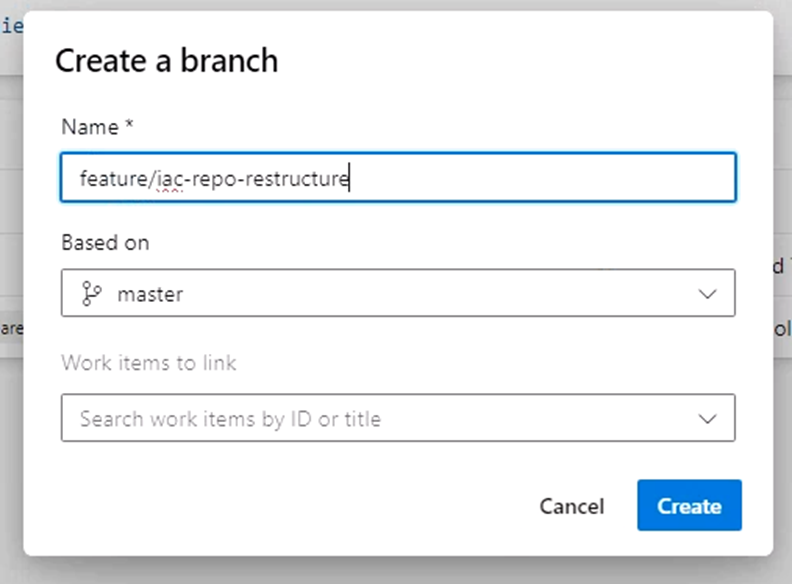 ie
Create a branch
Name *
feature/iac-repo-restructure
Based on
master
d
Work items to link
are
ol
Search work items by ID or title
Cancel
Create